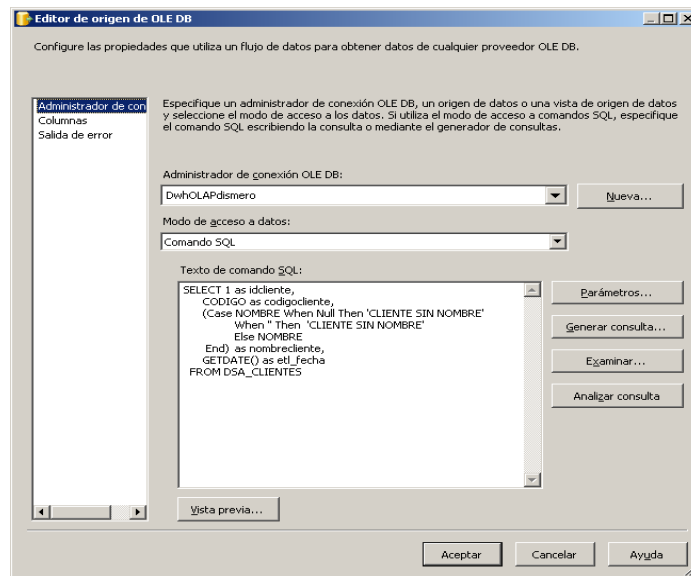 Editor de origen de OLE DB
Configure las propiedades que utiliza un flujo de datos para obtener datos de cualquier proveedor OLE DB.
Administrador de con
Columnas
Salida de error
Especifique un administrador de conexión OLE DB, un origen de datos o una vista de origen de datos
y seleccione el modo de acceso a los datos. Si utiliza el modo de acceso a comandos SQL, especifique
el comando SQL escribiendo la consulta o mediante el generador de consultas.
Administrador de conexión OLE DB:
DwhOLAPdismero
Nueva...
Modo de acceso a datos:
Comando SQL
Texto de comando SQL:
SELECT 1 as idcliente,
CODIGO as codigocliente,
(Case NOMBRE When Null Then 'CLIENTE SIN NOMBRE'
When '' Then 'CLIENTE SIN NOMBRE'
Else NOMBRE
End) as nombrecliente,
GETDATE() as etl_fecha
FROM DSA_CLIENTES
Parámetros...
Generar consulta...
Examinar...
Analizar consulta
Vista previa...
Aceptar
Cancelar
Ayuda